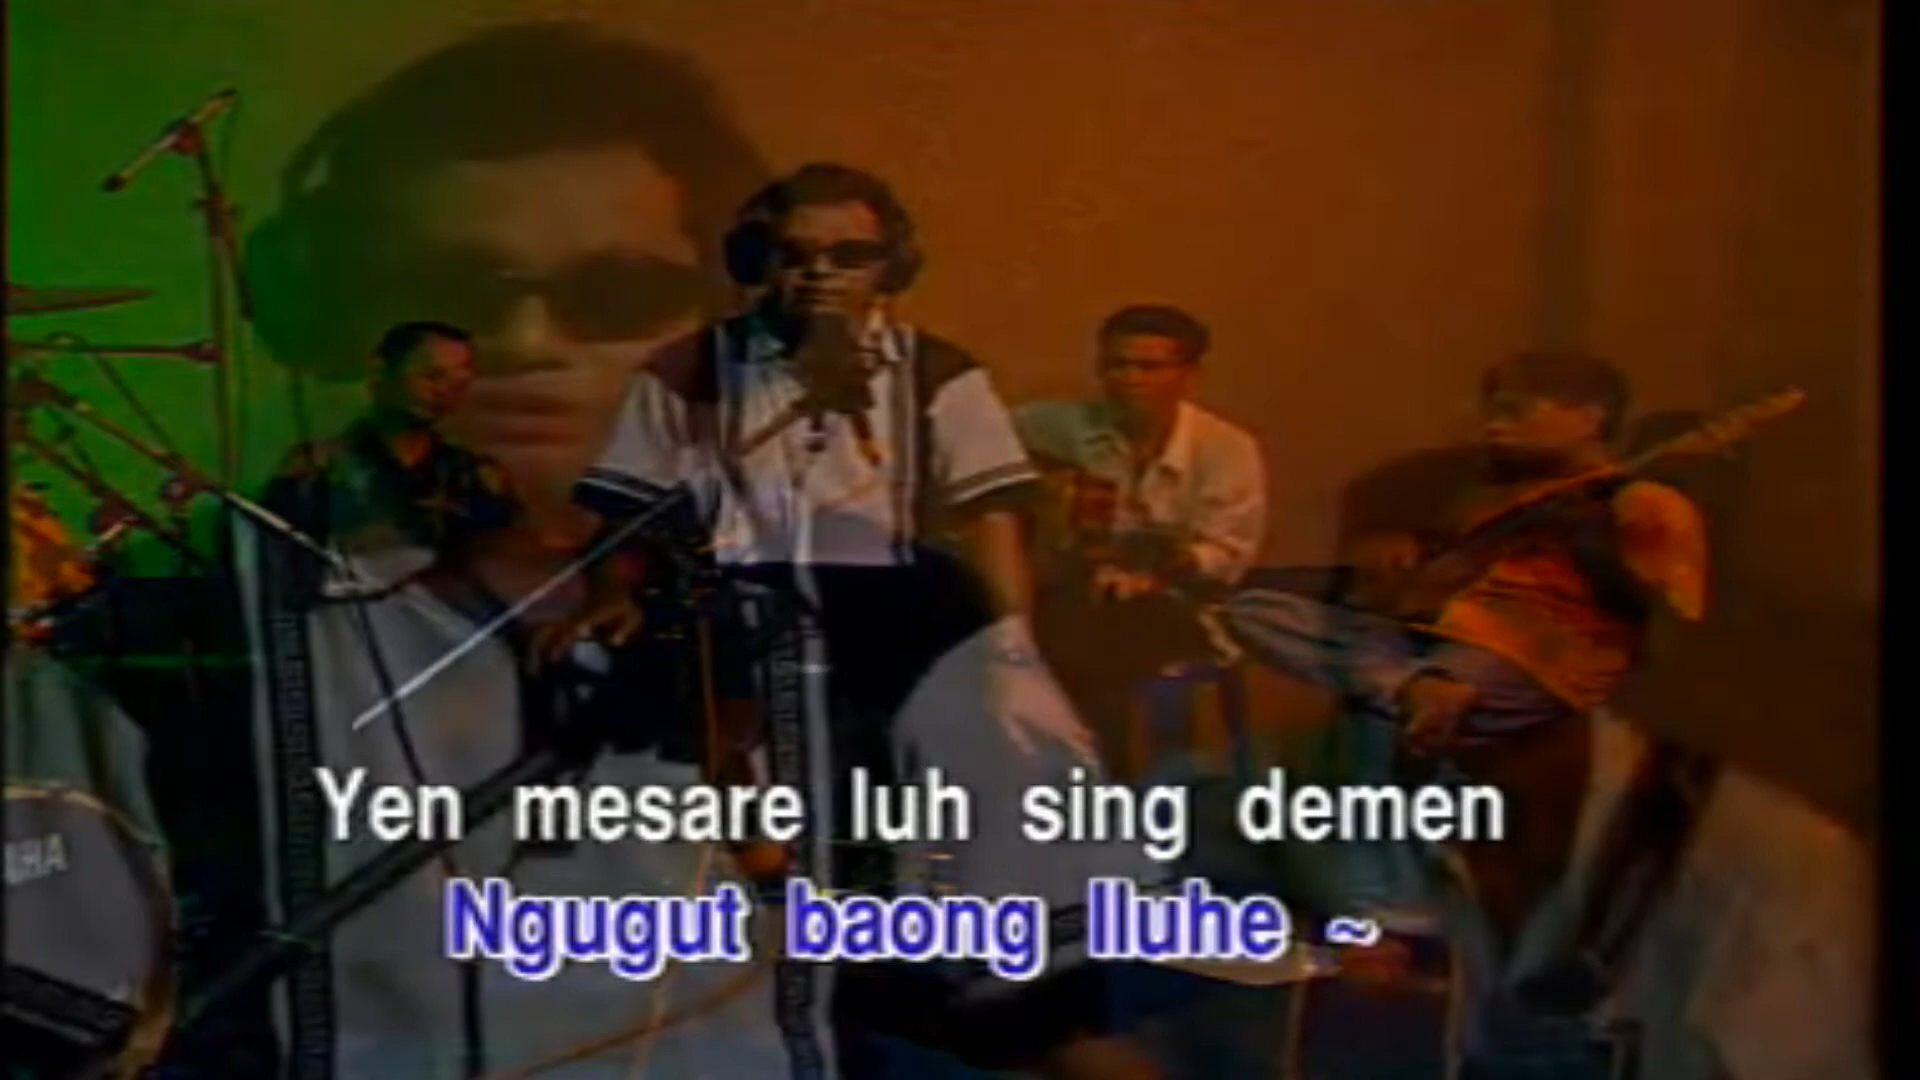 Yen mesare luh sing demen
Ngugut baong lluhe ~